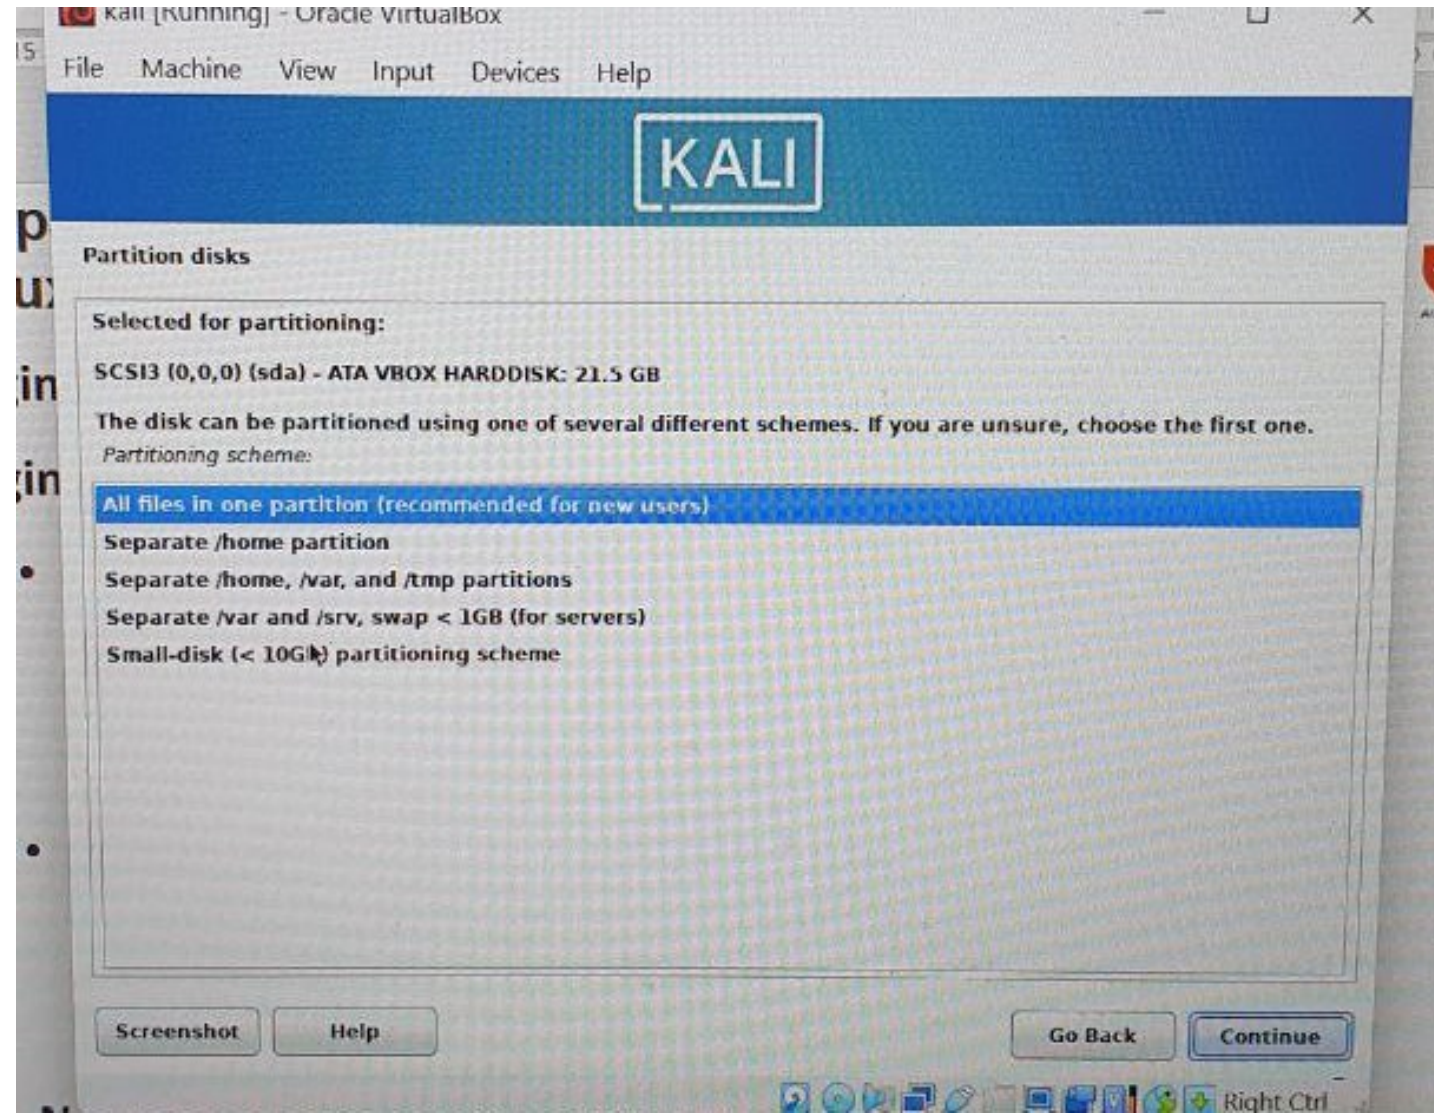 kali [Running] - Oracle VirtualBox
15
File Machine View Input Devices Help
KALI
Partition disks
Selected for partitioning:
SCSI3 (0,0,0) (sda) - ATA VBOX HARDDISK: 21.5 GB
The disk can be partitioned using one of several different schemes. If you are unsure, choose the first one.
Partitioning scheme:
All files in one partition (recommended for new users)
Separate /home partition
Separate /home, /var, and /tmp partitions
Separate /var and /srv, swap < 1GB (for servers)
Small-disk (< 10GB) partitioning scheme
Screenshot Help Go Back Continue
Right Ctrl